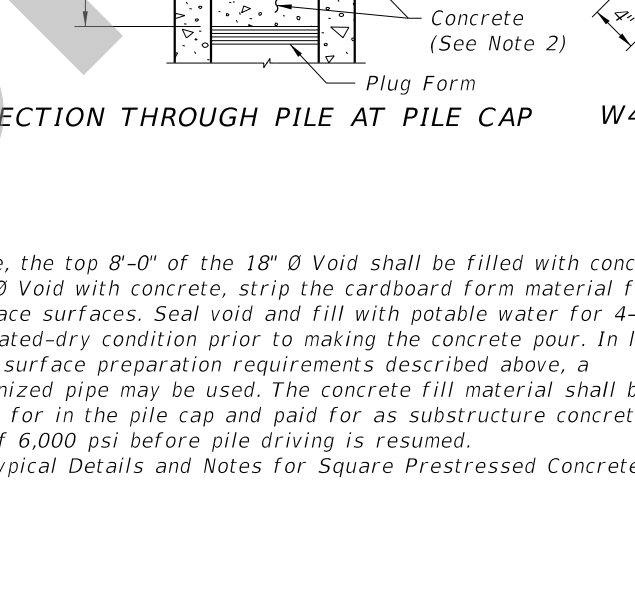 Concrete
(See Note 2)
4"
Plug Form
ECTION THROUGH PILE AT PILE CAP
W4
e, the top 8'-0" of the 18" Ø Void shall be filled with conc
Ø Void with concrete, strip the cardboard form material f
ace surfaces. Seal void and fill with potable water for 4-
ated-dry condition prior to making the concrete pour. In l
surface preparation requirements described above, a
nized pipe may be used. The concrete fill material shall b
for in the pile cap and paid for as substructure concret
f 6,000 psi before pile driving is resumed.
ypical Details and Notes for Square Prestressed Concrete